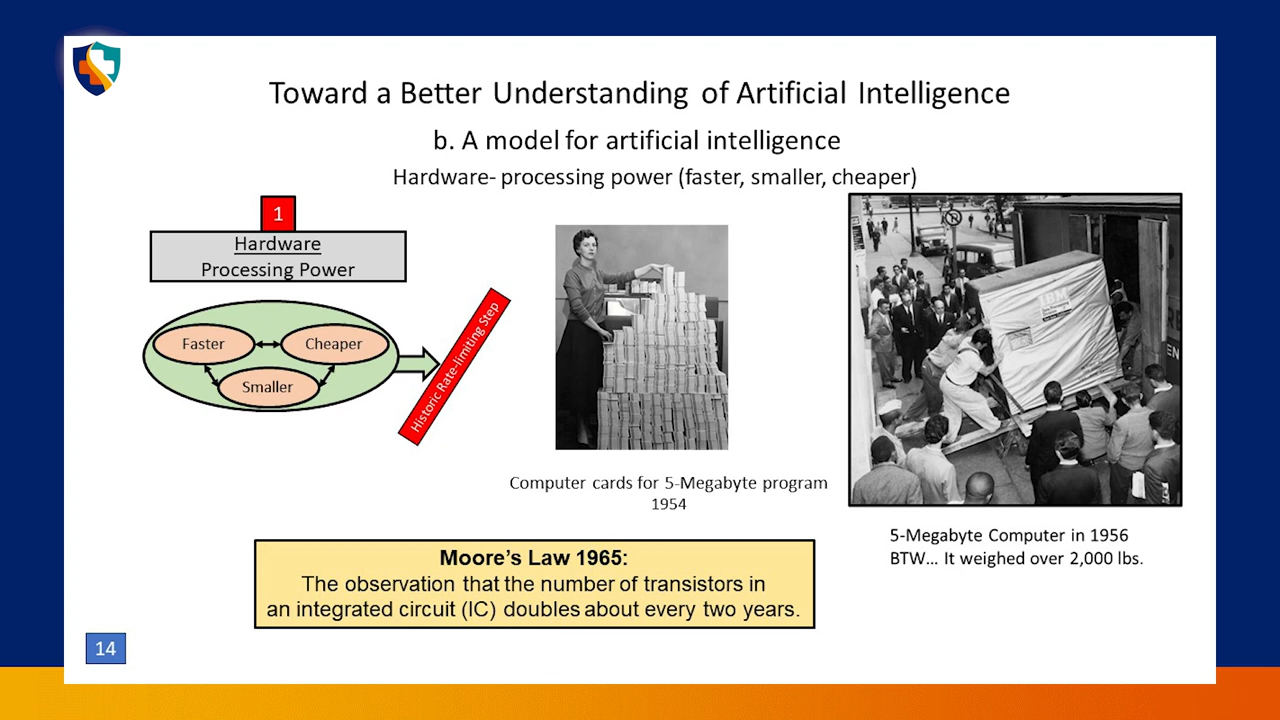 Toward a Better Understanding of Artificial Intelligence
b. A model for artificial intelligence
Hardware- processing power (faster, smaller, cheaper)
1
Hardware
Processing Power
Faster
Cheaper
Smaller
Historic Rate-limiting Step
Computer cards for 5-Megabyte program
1954
IBM
EN
5-Megabyte Computer in 1956
BTW... It weighed over 2,000 lbs.
Moore’s Law 1965:
The observation that the number of transistors in
an integrated circuit (IC) doubles about every two years.
14